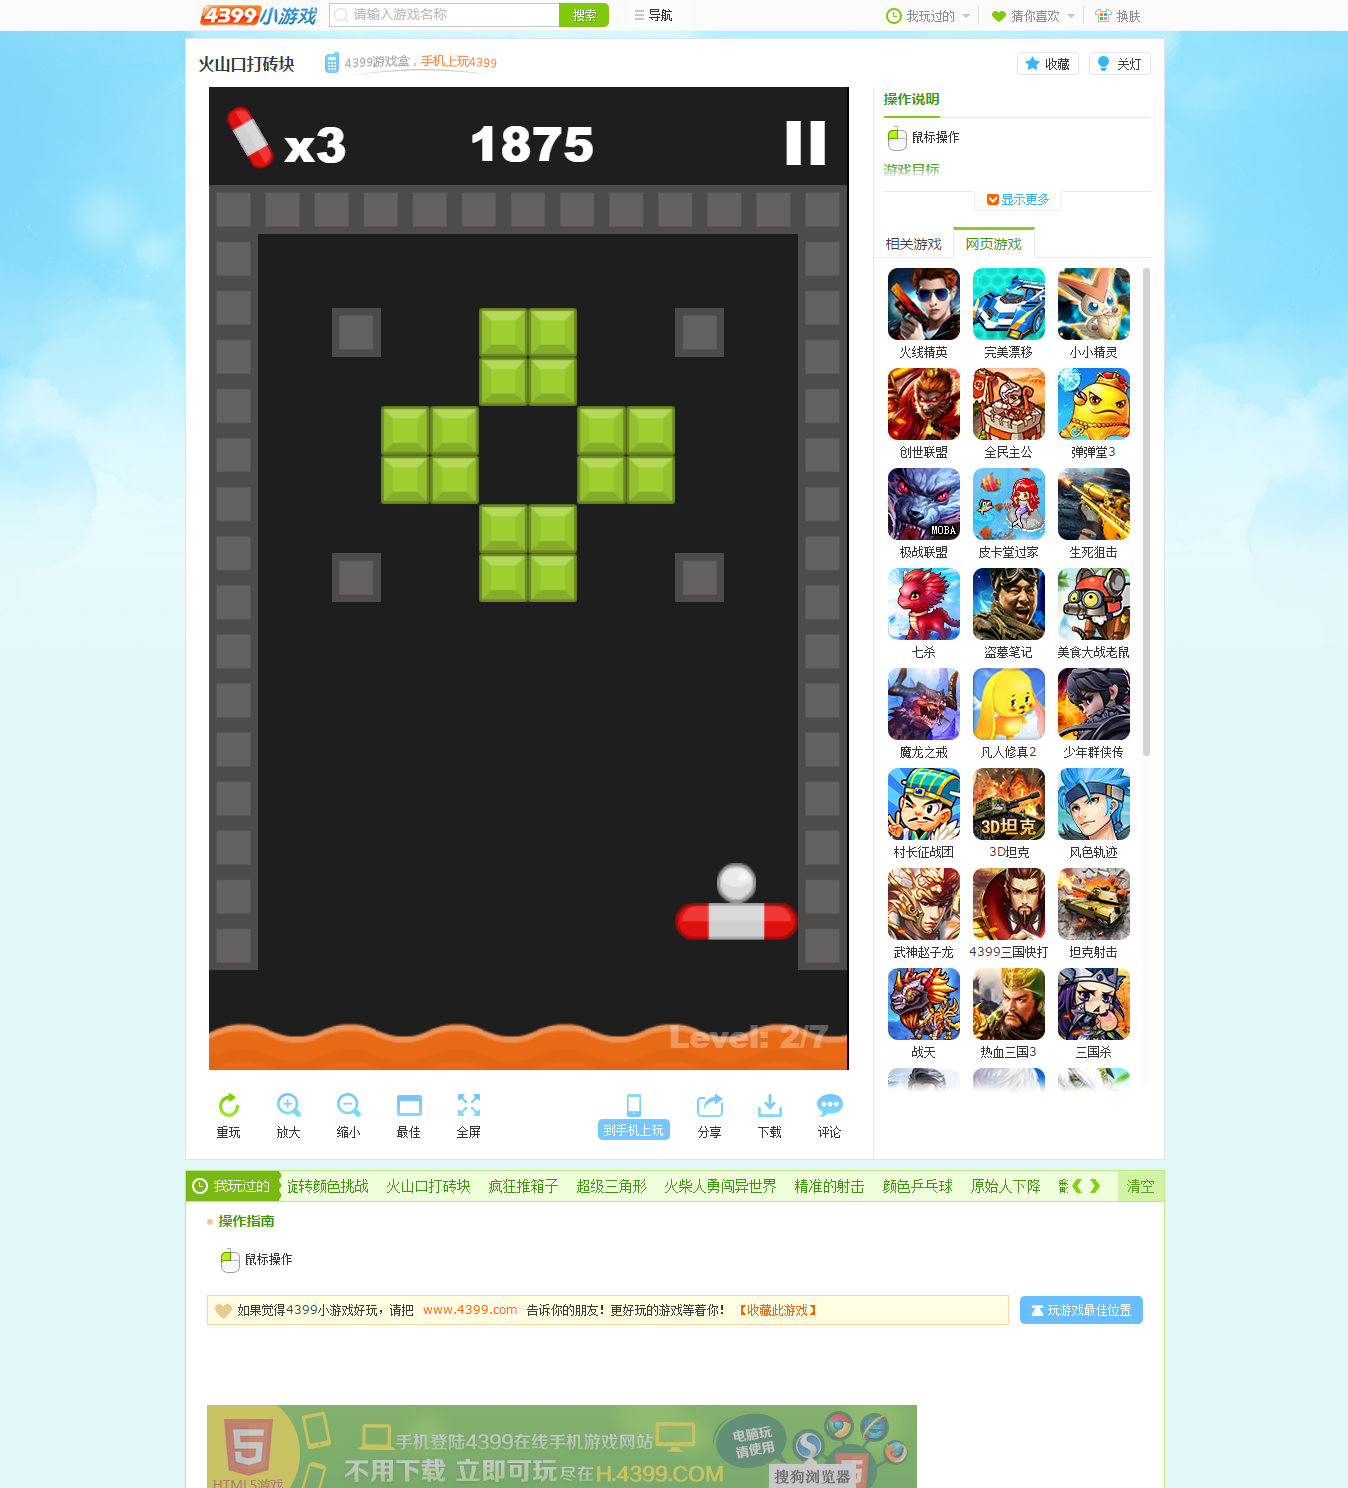 4399小游戏 请输入游戏名称 搜索 导航 我玩过的 猜你喜欢 换肤
火山口打砖块 4399游戏盒，手机上玩4399 收藏 关灯
x3 1875
Level: 2/7
操作说明
鼠标操作
游戏目标
显示更多
相关游戏 网页游戏
火线精英 完美漂移 小小精灵
创世联盟 全民主公 弹弹堂3
MOBA
极战联盟 皮卡堂过家 生死狙击
七杀 盗墓笔记 美食大战老鼠
魔龙之戒 凡人修真2 少年群侠传
3D坦克
村长征战团 3D坦克 风色轨迹
武神赵子龙 4399三国快打 坦克射击
战天 热血三国3 三国杀
重玩 放大 缩小 最佳 全屏 到手机上玩 分享 下载 评论
我玩过的 旋转颜色挑战 火山口打砖块 疯狂推箱子 超级三角形 火柴人勇闯异世界 精准的射击 颜色乒乓球 原始人下降 清空
操作指南
鼠标操作
如果觉得4399小游戏好玩，请把 www.4399.com 告诉你的朋友！更好玩的游戏等着你！ 【收藏此游戏】 玩游戏最佳位置
手机登陆4399在线手机游戏网站
不用下载 立即可玩 尽在H.4399.COM
HTML5游戏
电脑玩
请使用
搜狗浏览器